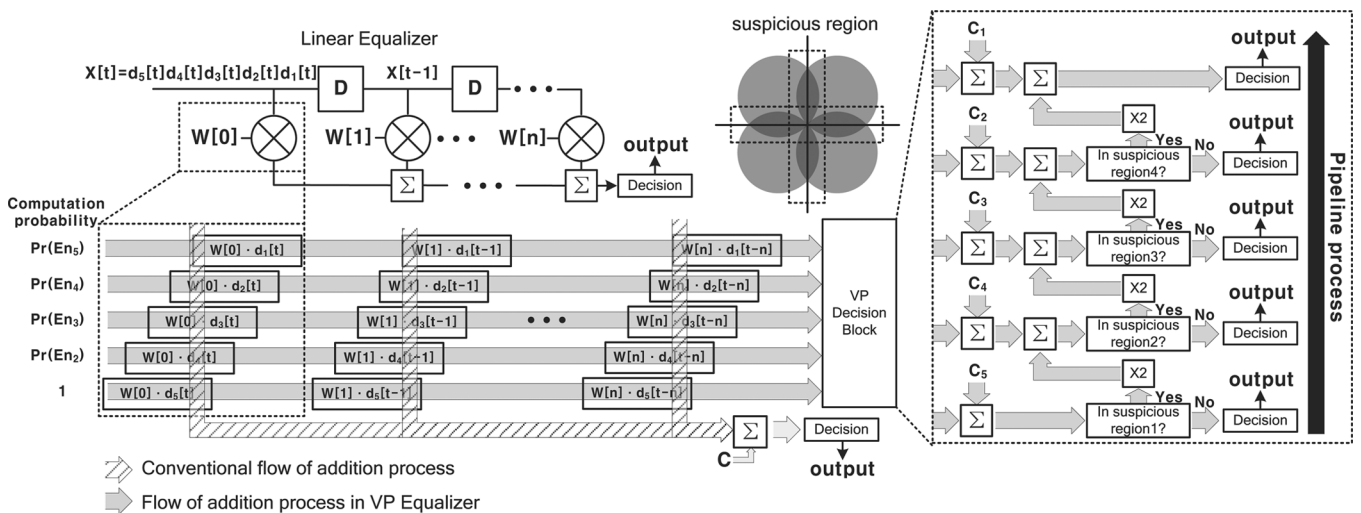 Linear Equalizer
X[t]=d₅[t]d₄[t]d₃[t]d₂[t]d₁[t]
D
X[t-1]
D
• • •
W[0]
W[1]
• • •
W[n]
output
Σ
• • •
Σ
Decision
suspicious region
Computation
probability
Pr(En₅)
W[0] · d₁[t]
W[1] · d₁[t-1]
W[n] · d₁[t-n]
Pr(En₄)
W[0] · d₂[t]
W[1] · d₂[t-1]
W[n] · d₂[t-n]
Pr(En₃)
W[0] · d₃[t]
W[1] · d₃[t-1]
• • •
W[n] · d₃[t-n]
Pr(En₂)
W[0] · d₄[t]
W[1] · d₄[t-1]
W[n] · d₄[t-n]
1
W[0] · d₅[t]
W[1] · d₅[t-1]
W[n] · d₅[t-n]
VP
Decision
Block
C
Σ
Decision
output
Conventional flow of addition process
Flow of addition process in VP Equalizer
C₁
output
Σ
Σ
Decision
X2
C₂
Yes
No
output
Σ
Σ
In suspicious
region4?
Decision
X2
C₃
Yes
No
output
Σ
Σ
In suspicious
region3?
Decision
X2
C₄
Yes
No
output
Σ
Σ
In suspicious
region2?
Decision
X2
C₅
Yes
No
output
Σ
In suspicious
region1?
Decision
Pipeline process